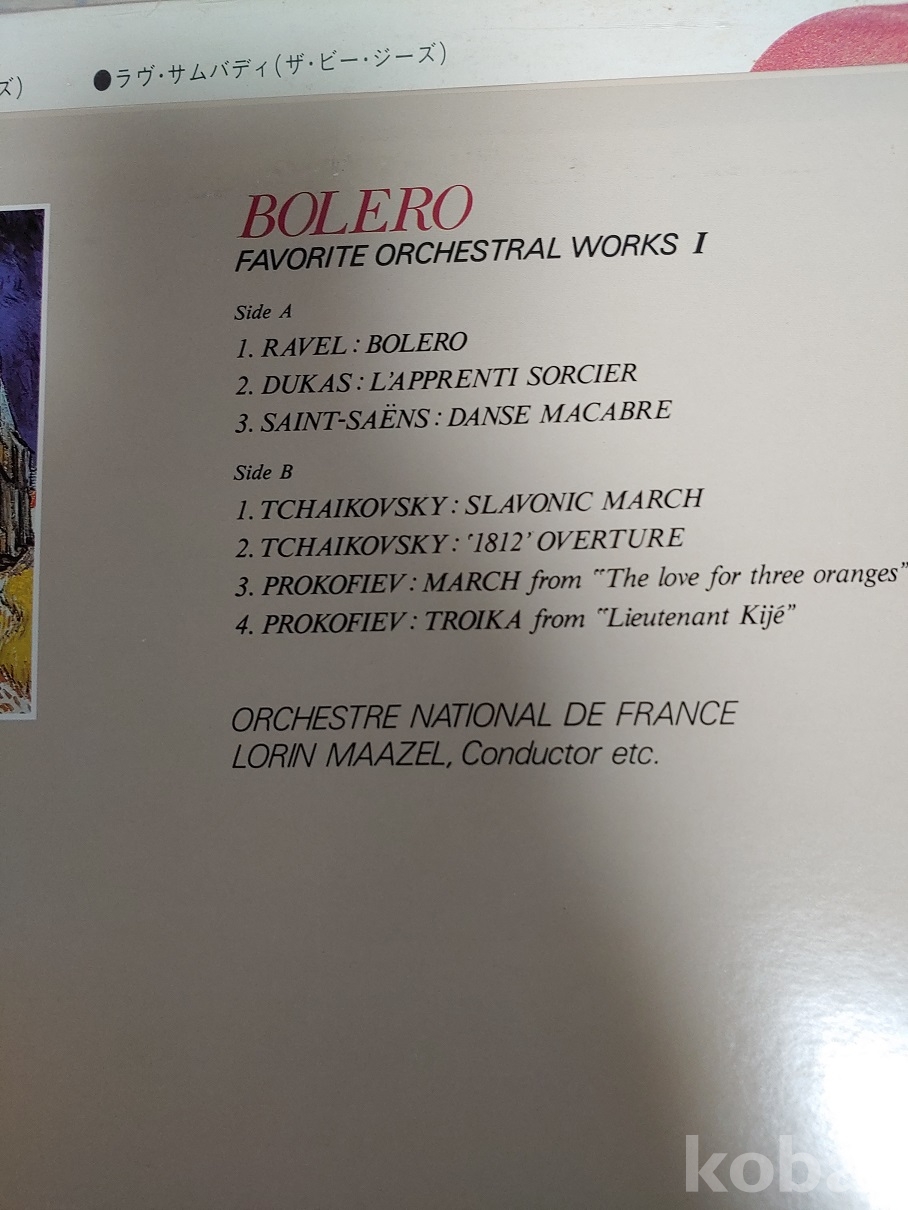 ズ) ●ラヴ・サムバディ(ザ・ビー・ジーズ)
BOLERO
FAVORITE ORCHESTRAL WORKS I
Side A
1. RAVEL : BOLERO
2. DUKAS : L'APPRENTI SORCIER
3. SAINT-SAËNS : DANSE MACABRE
Side B
1. TCHAIKOVSKY : SLAVONIC MARCH
2. TCHAIKOVSKY : '1812' OVERTURE
3. PROKOFIEV : MARCH from "The love for three oranges"
4. PROKOFIEV : TROIKA from "Lieutenant Kijé"
ORCHESTRE NATIONAL DE FRANCE
LORIN MAAZEL, Conductor etc.